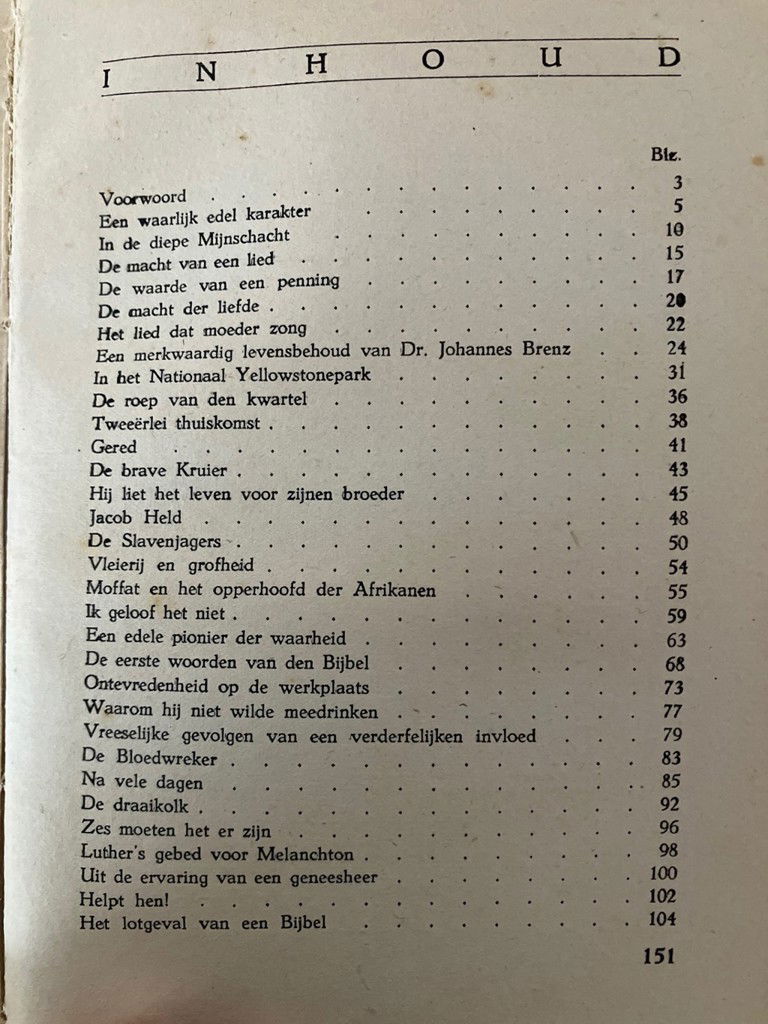 INHOUD
Blz.
Voorwoord . . . . . . . . . . . . 3
Een waarlijk edel karakter . . . . . . . . 5
In de diepe Mijnschacht . . . . . . . . . 10
De macht van een lied . . . . . . . . . . 15
De waarde van een penning . . . . . . . . 17
De macht der liefde . . . . . . . . . . . 20
Het lied dat moeder zong . . . . . . . . . 22
Een merkwaardig levensbehoud van Dr. Johannes Brenz . . 24
In het Nationaal Yellowstonepark . . . . . . . 31
De roep van den kwartel . . . . . . . . . 36
Tweeërlei thuiskomst . . . . . . . . . . . 38
Gered . . . . . . . . . . . . . 41
De brave Kruier . . . . . . . . . . . . 43
Hij liet het leven voor zijnen broeder . . . . . . 45
Jacob Held . . . . . . . . . . . . 48
De Slavenjagers . . . . . . . . . . . . 50
Vleierij en grofheid . . . . . . . . . . . 54
Moffat en het opperhoofd der Afrikanen . . . . . 55
Ik geloof het niet . . . . . . . . . . . . 59
Een edele pionier der waarheid . . . . . . . . 63
De eerste woorden van den Bijbel . . . . . . . 68
Ontevredenheid op de werkplaats . . . . . . . 73
Waarom hij niet wilde meedrinken . . . . . . . 77
Vreeselijke gevolgen van een verderfelijken invloed . . . 79
De Bloedwreker . . . . . . . . . . . . 83
Na vele dagen . . . . . . . . . . . . 85
De draaikolk . . . . . . . . . . . . . 92
Zes moeten het er zijn . . . . . . . . . . 96
Luther's gebed voor Melanchton . . . . . . . . 98
Uit de ervaring van een geneesheer . . . . . . . 100
Helpt hen! . . . . . . . . . . . . 102
Het lotgeval van een Bijbel . . . . . . . . 104
151